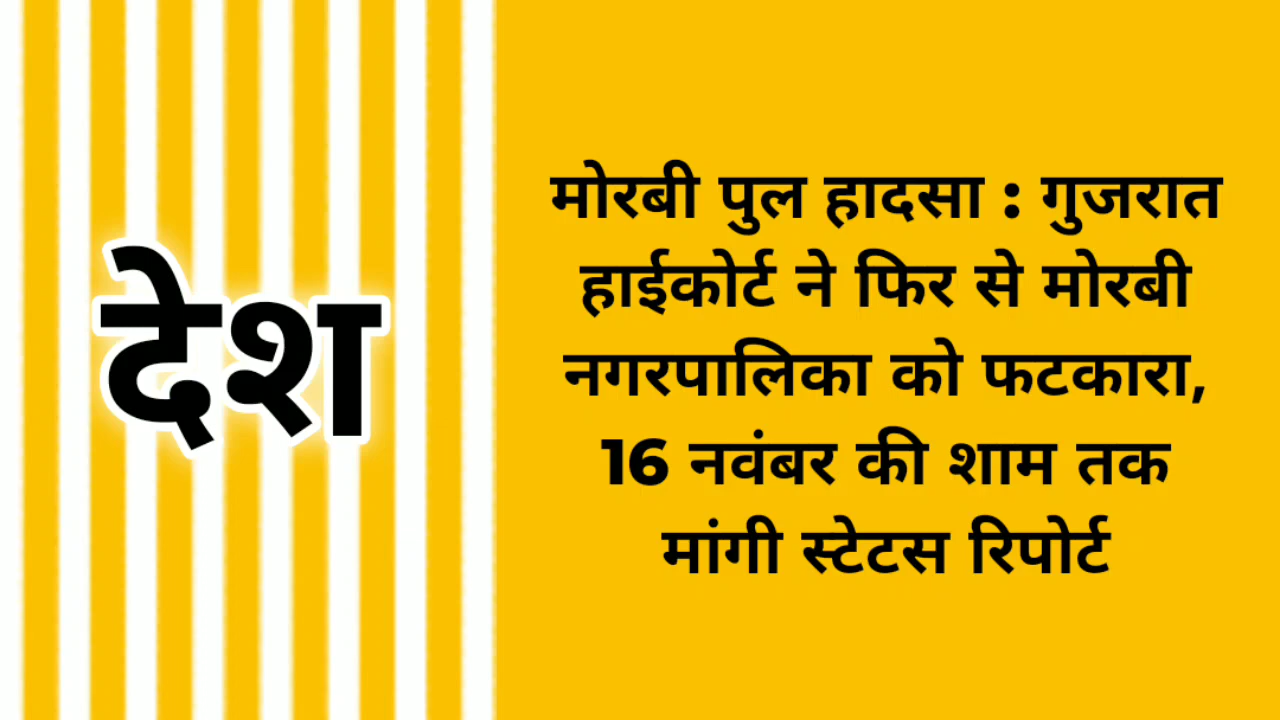 देश
मोरबी पुल हादसा : गुजरात
हाईकोर्ट ने फिर से मोरबी
नगरपालिका को फटकारा,
16 नवंबर की शाम तक
मांगी स्टेटस रिपोर्ट